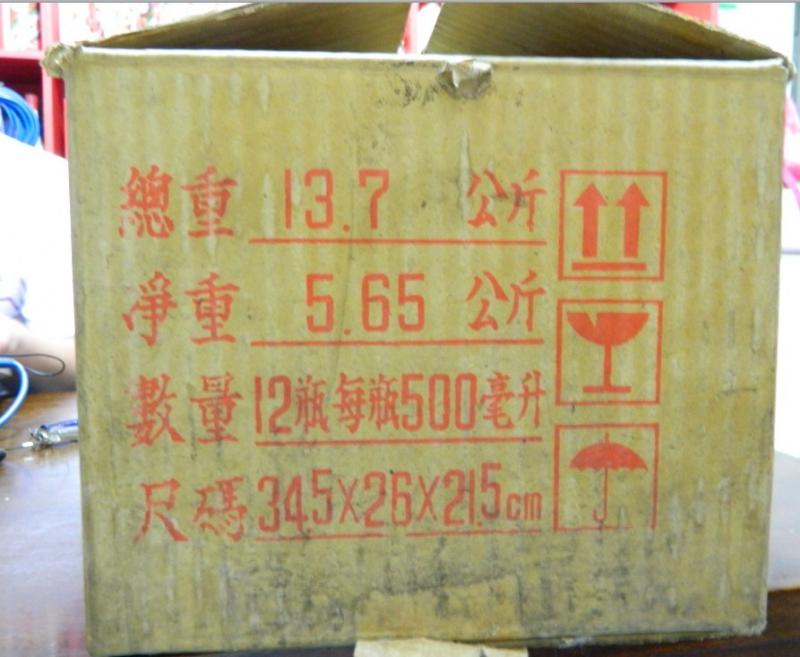 總重 13.7 公斤
淨重 5.65 公斤
數量 12瓶每瓶500毫升
尺碼 34.5X26X21.5cm